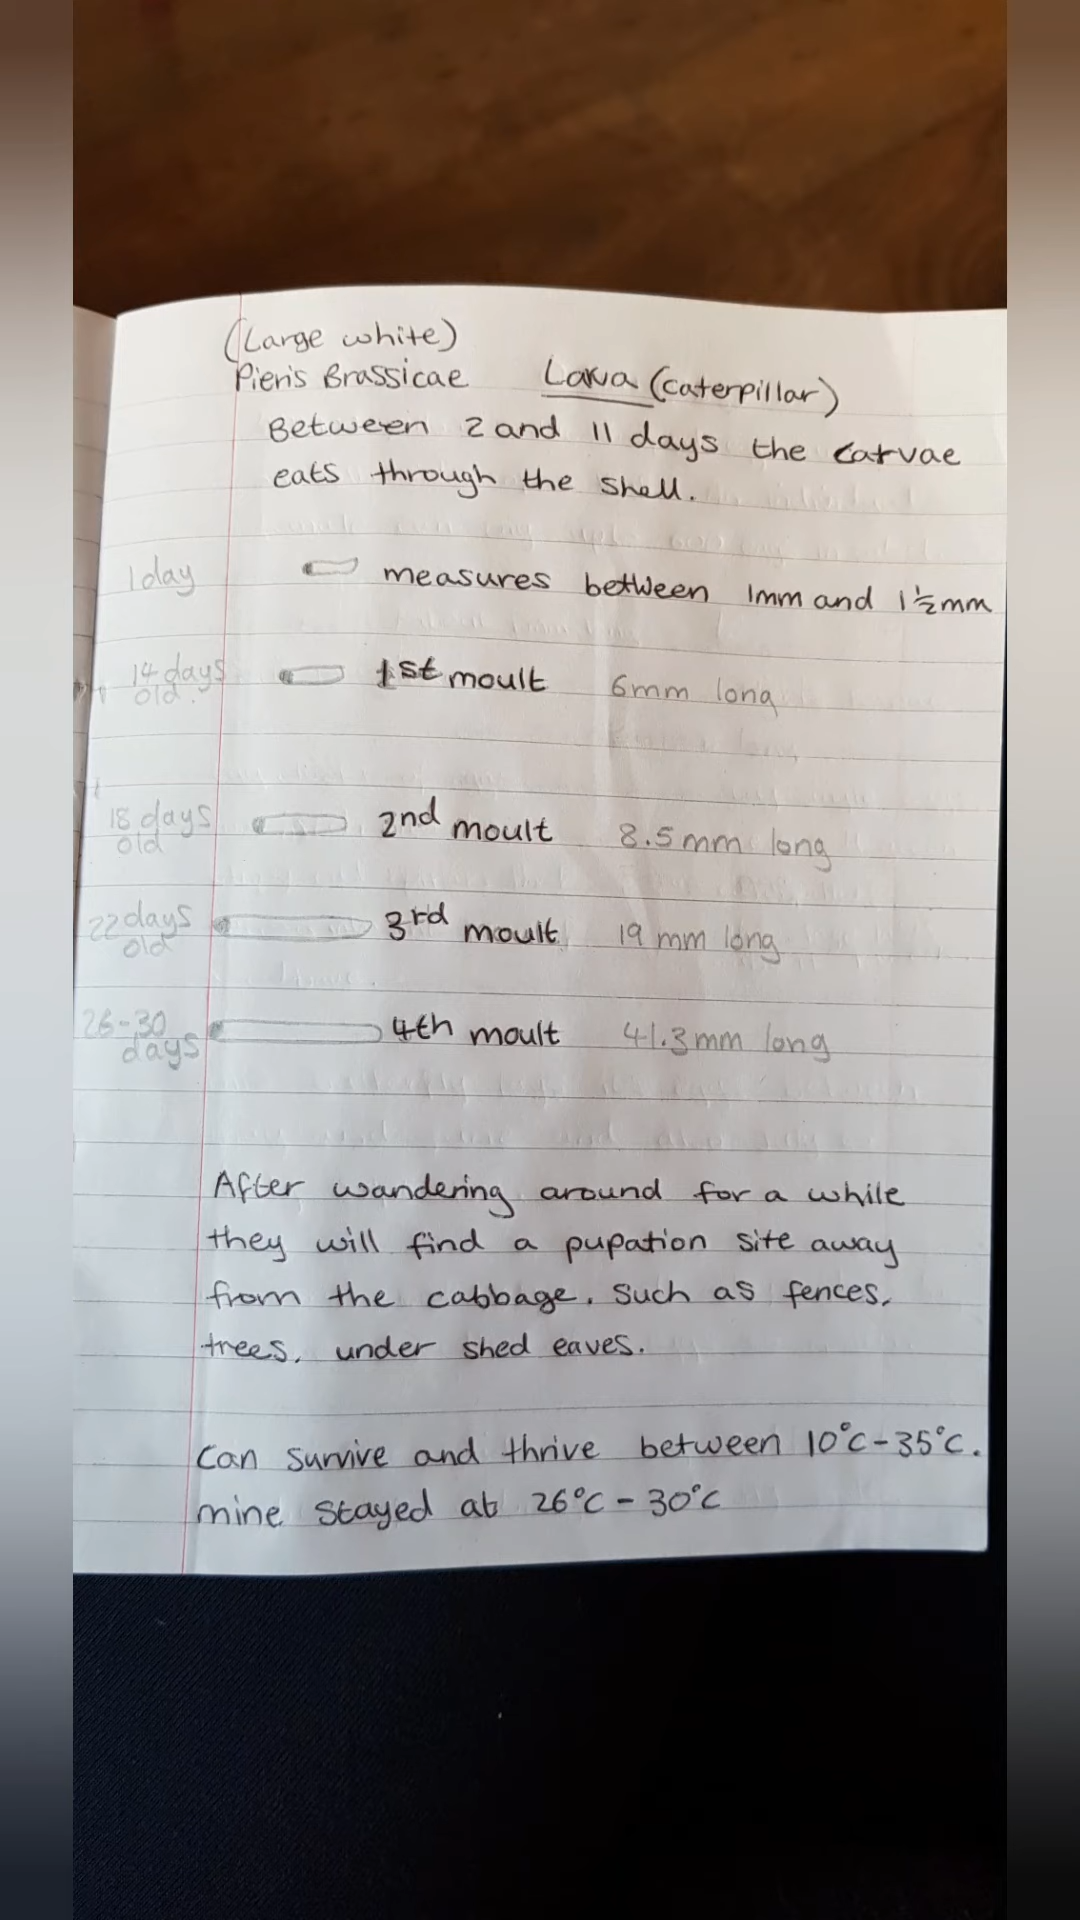 (Large white)
Pieris Brassicae Larva (caterpillar)
Between 2 and 11 days the Larvae
eats through the shell.
1 day measures between 1mm and 1½mm
14 days old. 1st moult 6mm long
18 days old 2nd moult 8.5mm long
22 days old 3rd moult 19 mm long
26-30 days 4th moult 41.3mm long
After wandering around for a while
they will find a pupation site away
from the cabbage. Such as fences,
trees, under shed eaves.
Can survive and thrive between 10°C-35°C.
mine stayed at 26°C - 30°C